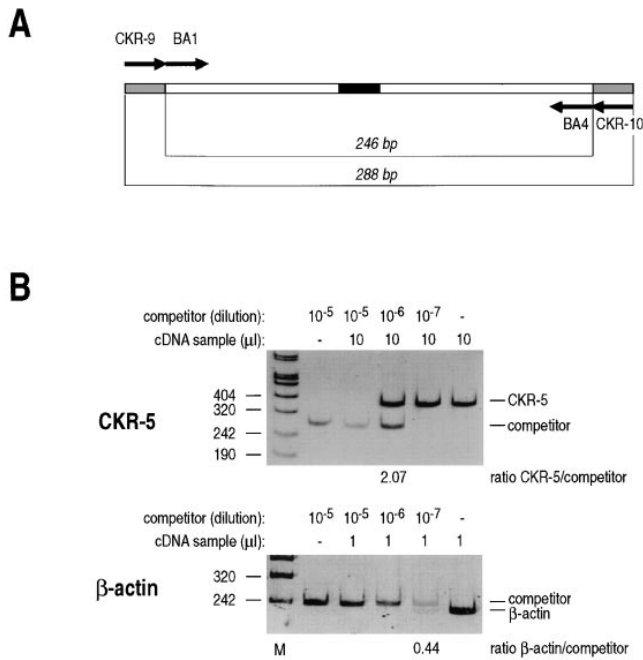 A
CKR-9 BA1
BA4 CKR-10
246 bp
288 bp
B
competitor (dilution): 10-5 10-5 10-6 10-7 -
cDNA sample (µl): - 10 10 10 10
404
320
242
190
CKR-5
CKR-5
competitor
2.07 ratio CKR-5/competitor
competitor (dilution): 10-5 10-5 10-6 10-7 -
cDNA sample (µl): - 1 1 1 1
320
242
β-actin
competitor
β-actin
M 0.44 ratio β-actin/competitor